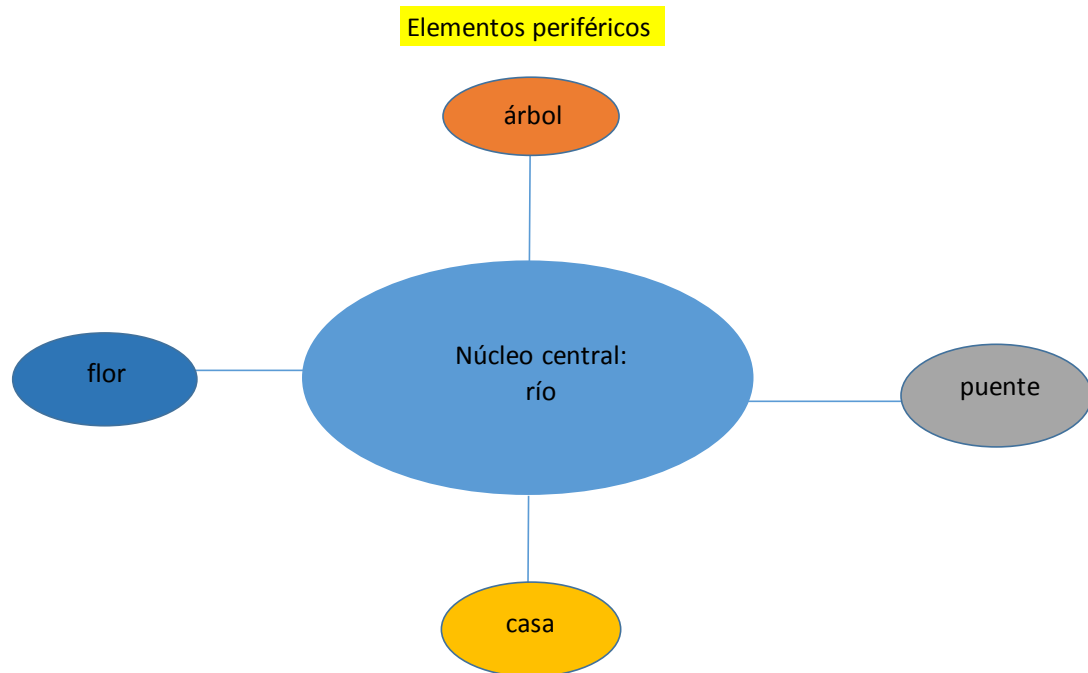 Elementos periféricos
árbol
flor
Núcleo central:
río
puente
casa